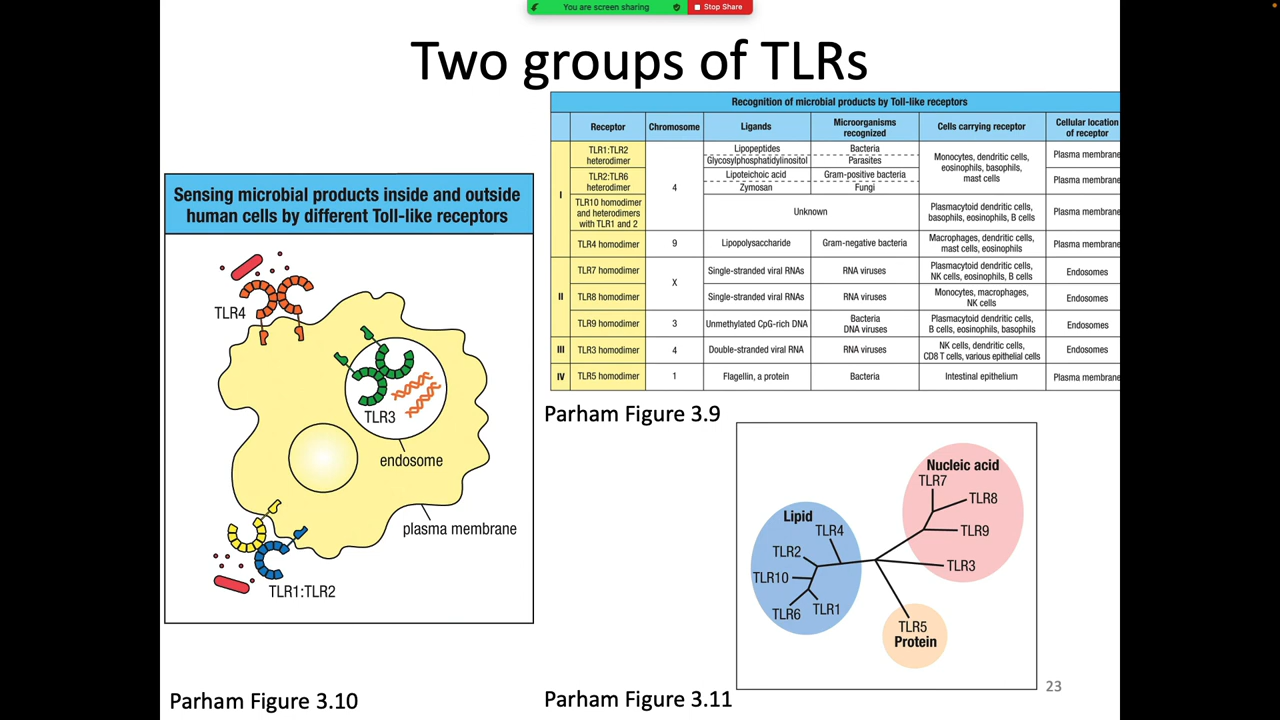 You are screen sharing
Stop Share
Two groups of TLRs
Sensing microbial products inside and outside
human cells by different Toll-like receptors
TLR4
TLR3
endosome
plasma membrane
TLR1:TLR2
Parham Figure 3.10
Recognition of microbial products by Toll-like receptors
Receptor
Chromosome
Ligands
Microorganisms
recognized
Cells carrying receptor
Cellular location
of receptor
I
TLR1:TLR2
heterodimer
4
Lipopeptides
Bacteria
Glycosylphosphatidylinositol
Parasites
Monocytes, dendritic cells,
eosinophils, basophils,
mast cells
Plasma membrane
TLR2:TLR6
heterodimer
Lipoteichoic acid
Gram-positive bacteria
Zymosan
Fungi
Plasma membrane
TLR10 homodimer
and heterodimers
with TLR1 and 2
Unknown
Plasmacytoid dendritic cells,
basophils, eosinophils, B cells
Plasma membrane
TLR4 homodimer
9
Lipopolysaccharide
Gram-negative bacteria
Macrophages, dendritic cells,
mast cells, eosinophils
Plasma membrane
II
TLR7 homodimer
X
Single-stranded viral RNAs
RNA viruses
Plasmacytoid dendritic cells,
NK cells, eosinophils, B cells
Endosomes
TLR8 homodimer
Single-stranded viral RNAs
RNA viruses
Monocytes, macrophages,
NK cells
Endosomes
TLR9 homodimer
3
Unmethylated CpG-rich DNA
Bacteria
DNA viruses
Plasmacytoid dendritic cells,
B cells, eosinophils, basophils
Endosomes
III
TLR3 homodimer
4
Double-stranded viral RNA
RNA viruses
NK cells, dendritic cells,
CD8 T cells, various epithelial cells
Endosomes
IV
TLR5 homodimer
1
Flagellin, a protein
Bacteria
Intestinal epithelium
Plasma membrane
Parham Figure 3.9
Nucleic acid
TLR7
TLR8
TLR9
TLR3
Lipid
TLR4
TLR2
TLR10
TLR6
TLR1
TLR5
Protein
Parham Figure 3.11
23